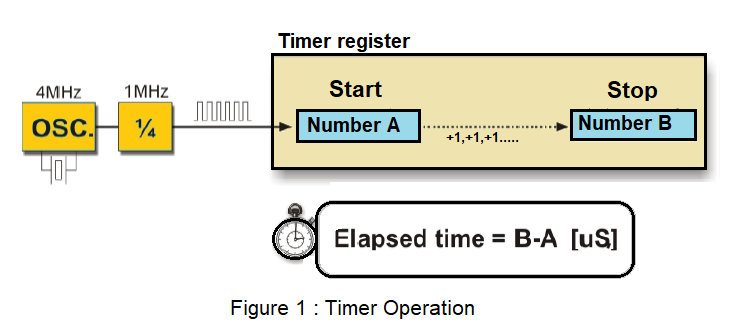 Timer register
4MHz
1MHz
Start
Stop
OSC.
¼
Number A
Number B
+1,+1,+1.....
Elapsed time = B-A [uS]
Figure 1 : Timer Operation